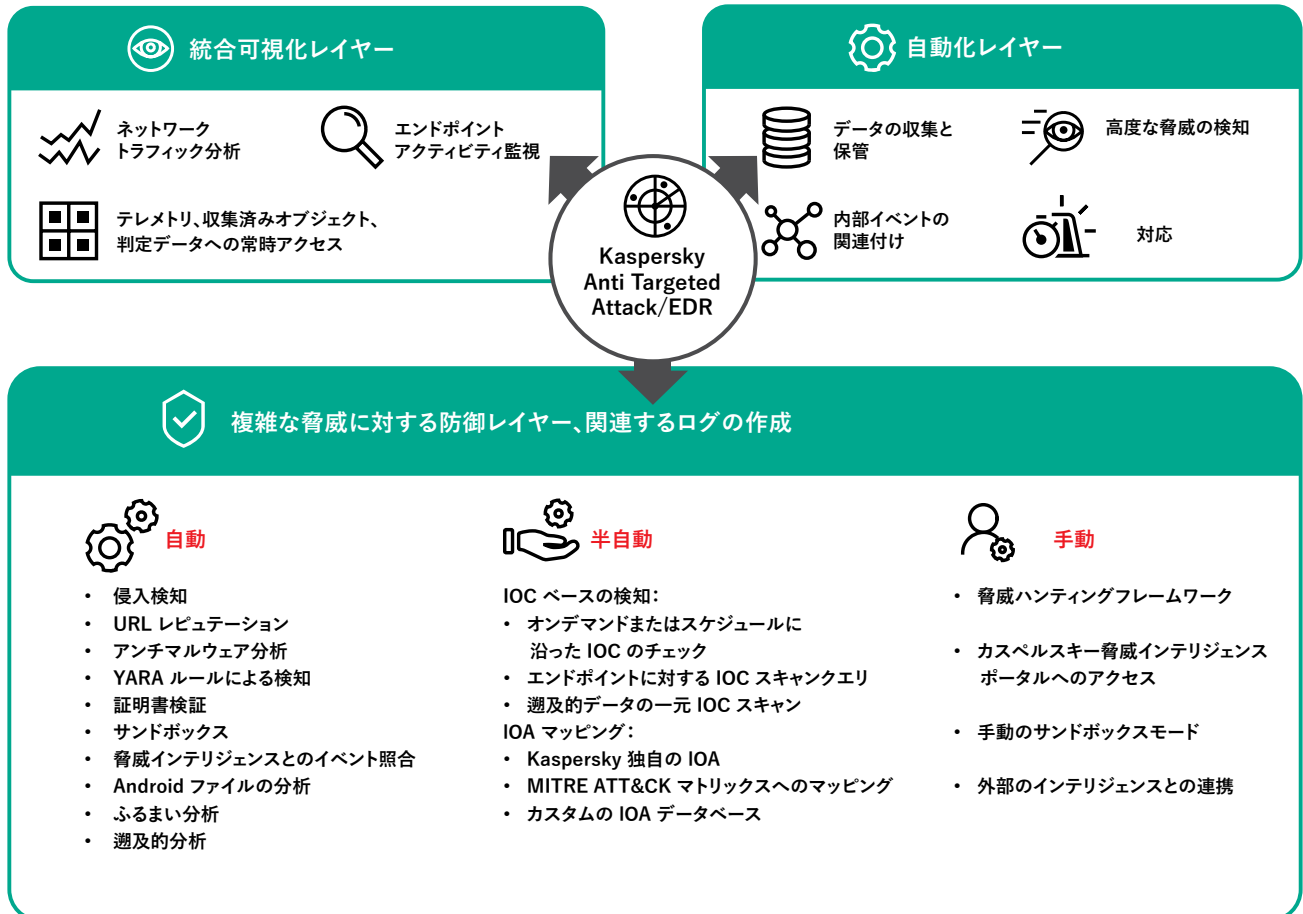 統合可視化レイヤー
ネットワーク
トラフィック分析
エンドポイント
アクティビティ監視
テレメトリ、収集済みオブジェクト、
判定データへの常時アクセス
自動化レイヤー
データの収集と
保管
高度な脅威の検知
内部イベントの
関連付け
対応
Kaspersky
Anti Targeted
Attack/EDR
複雑な脅威に対する防御レイヤー、関連するログの作成
自動
・ 侵入検知
・ URL レピュテーション
・ アンチマルウェア分析
・ YARA ルールによる検知
・ 証明書検証
・ サンドボックス
・ 脅威インテリジェンスとのイベント照合
・ Android ファイルの分析
・ ふるまい分析
・ 遡及的分析
半自動
IOC ベースの検知：
・ オンデマンドまたはスケジュールに
沿った IOC のチェック
・ エンドポイントに対する IOC スキャンクエリ
・ 遡及的データの一元 IOC スキャン
IOA マッピング：
・ Kaspersky 独自の IOA
・ MITRE ATT&CK マトリックスへのマッピング
・ カスタムの IOA データベース
手動
・ 脅威ハンティングフレームワーク
・ カスペルスキー脅威インテリジェンス
ポータルへのアクセス
・ 手動のサンドボックスモード
・ 外部のインテリジェンスとの連携